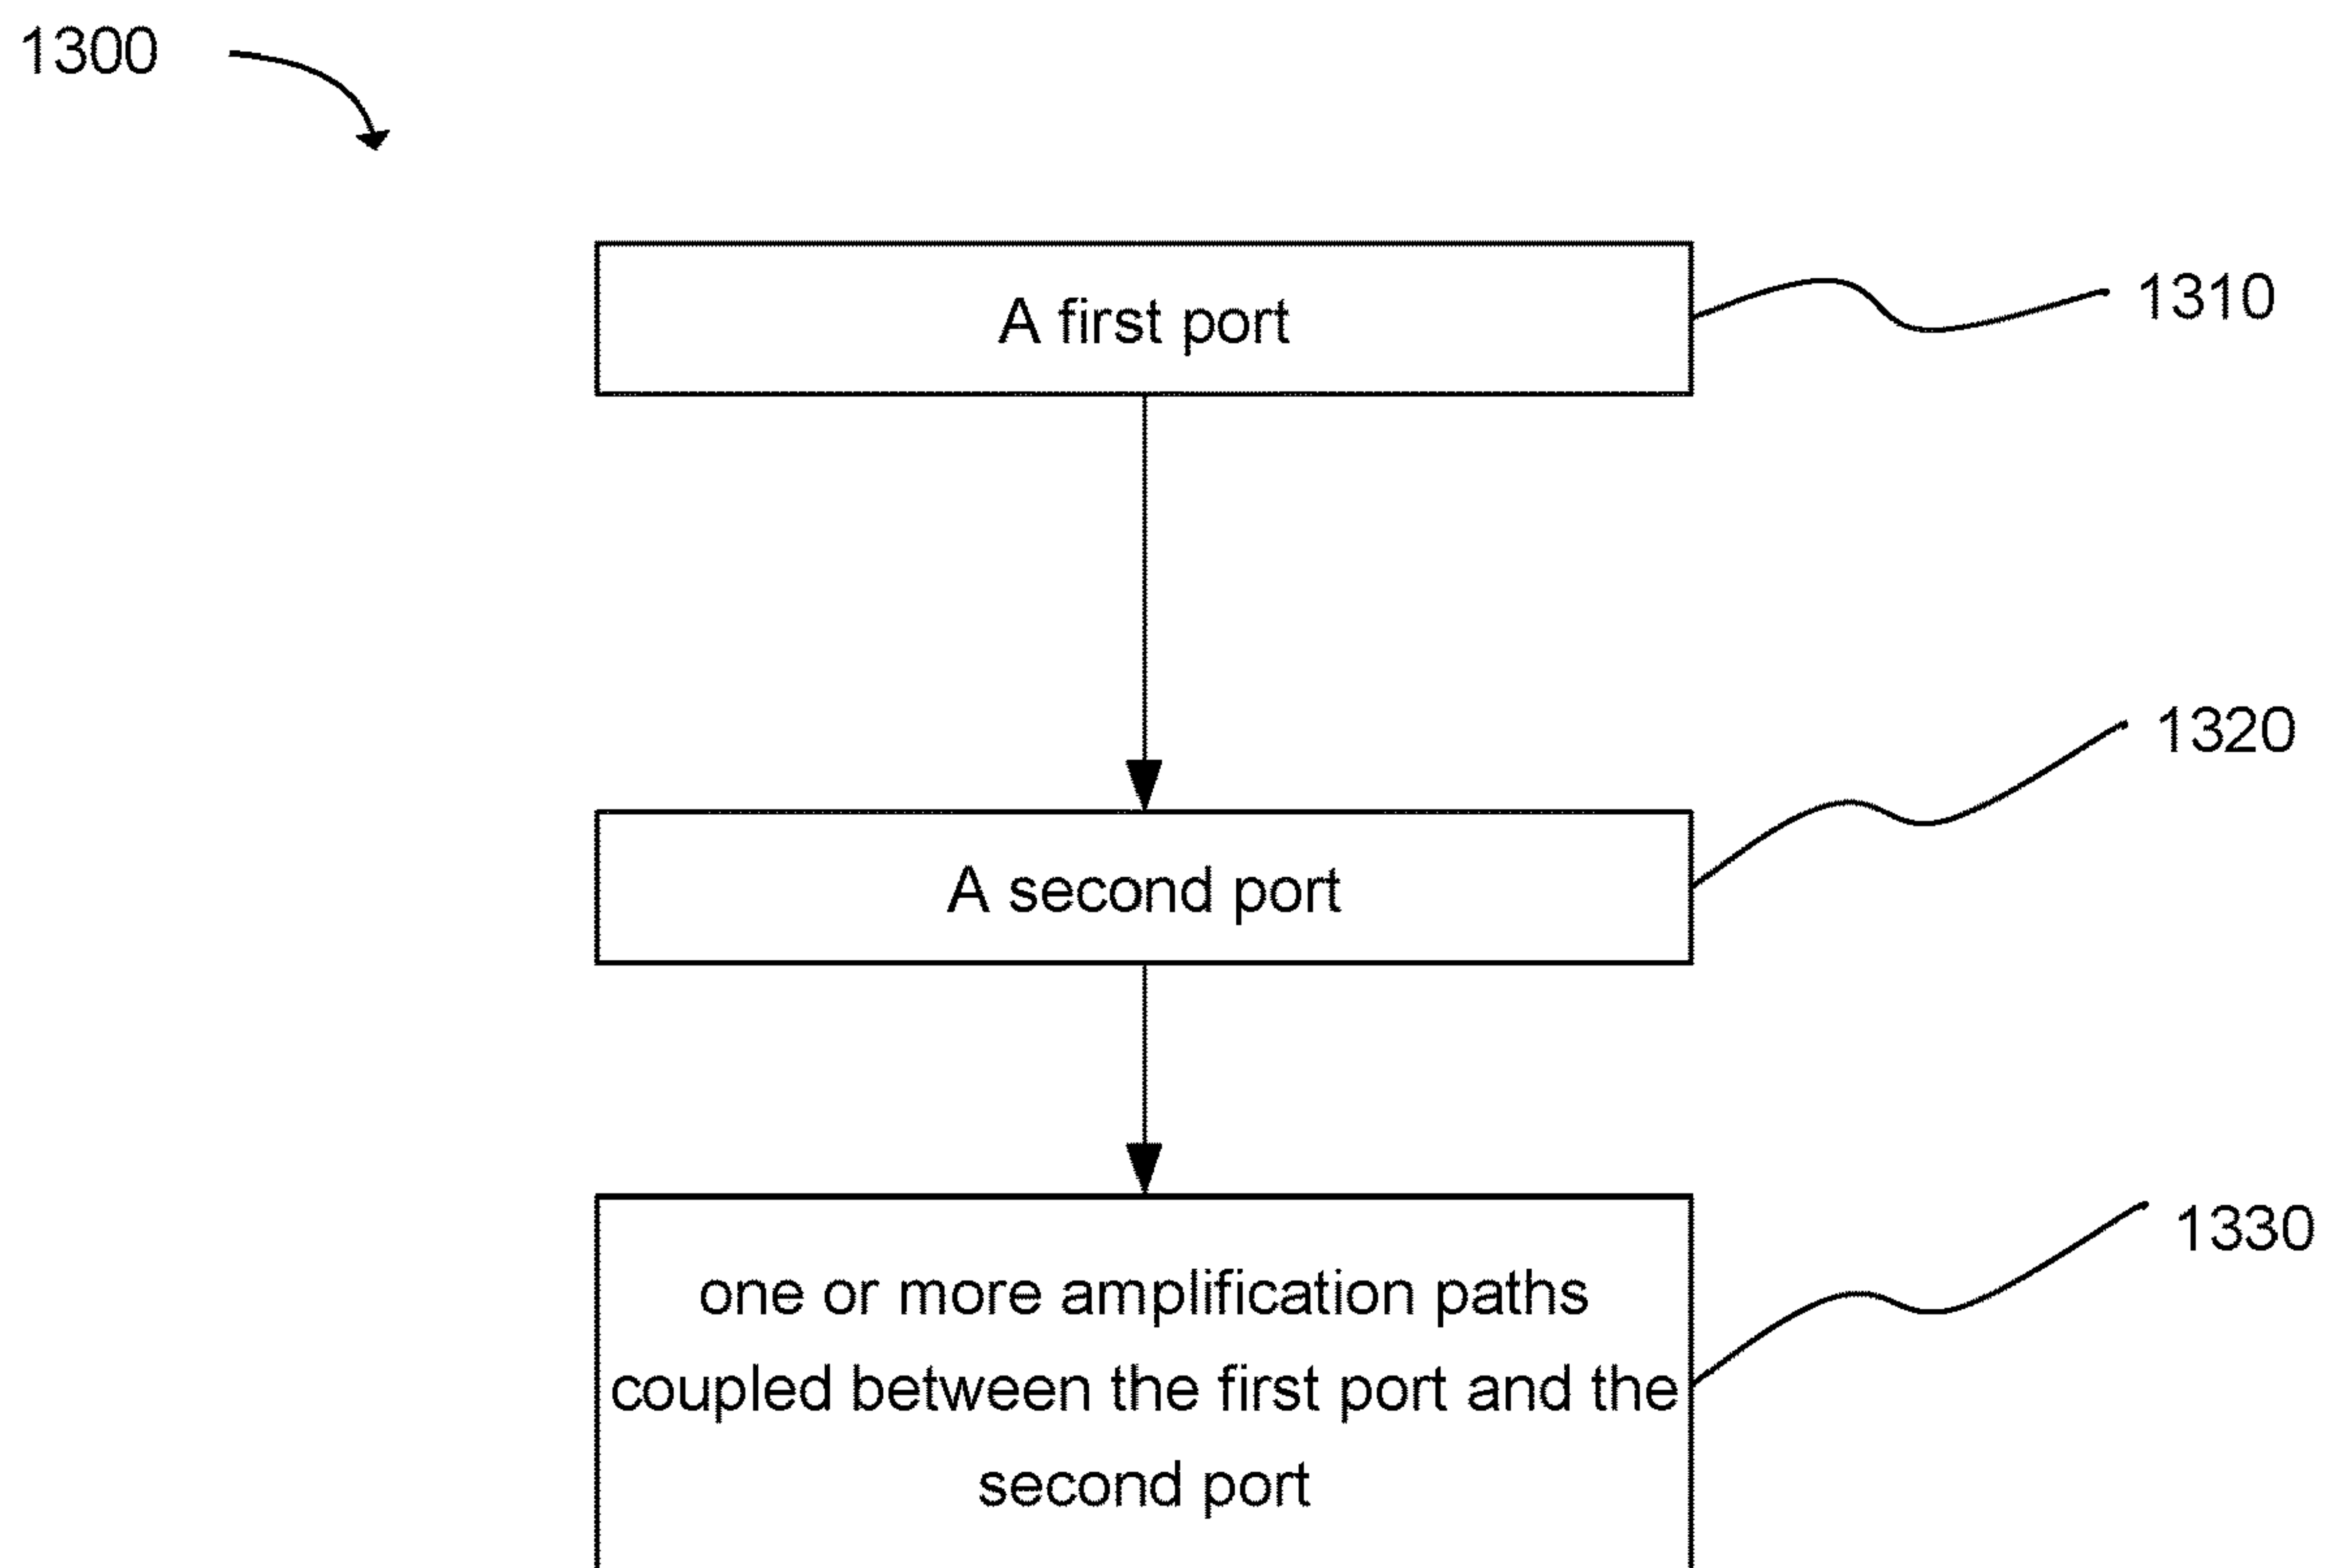 1300
A first port
1310
1320
A second port
1330
one or more amplification paths
coupled between the first port and the
second port